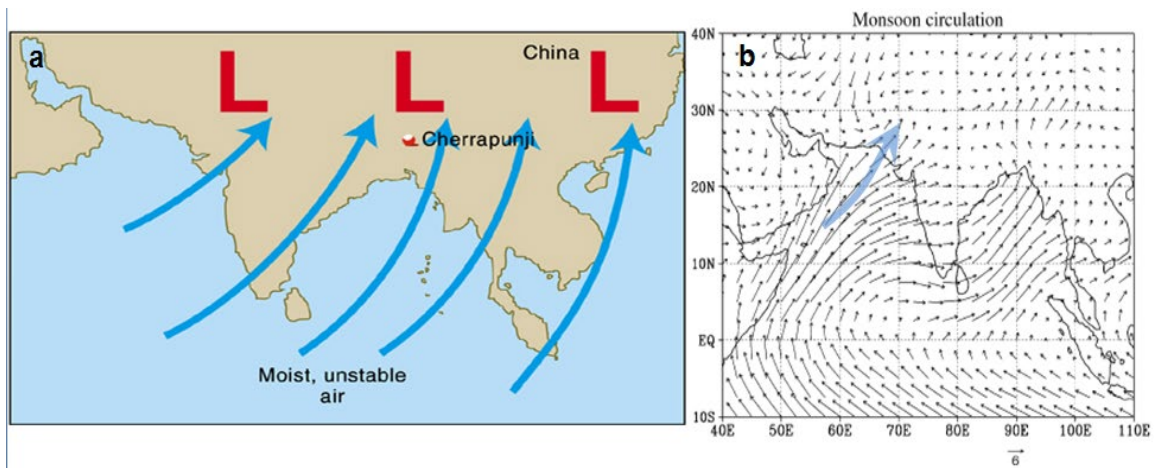 a
L
L
L
China
Cherrapunji
Moist, unstable
air
Monsoon circulation
b
40N
30N
20N
10N
EQ
10S
40E
50E
60E
70E
80E
90E
100E
110E
6